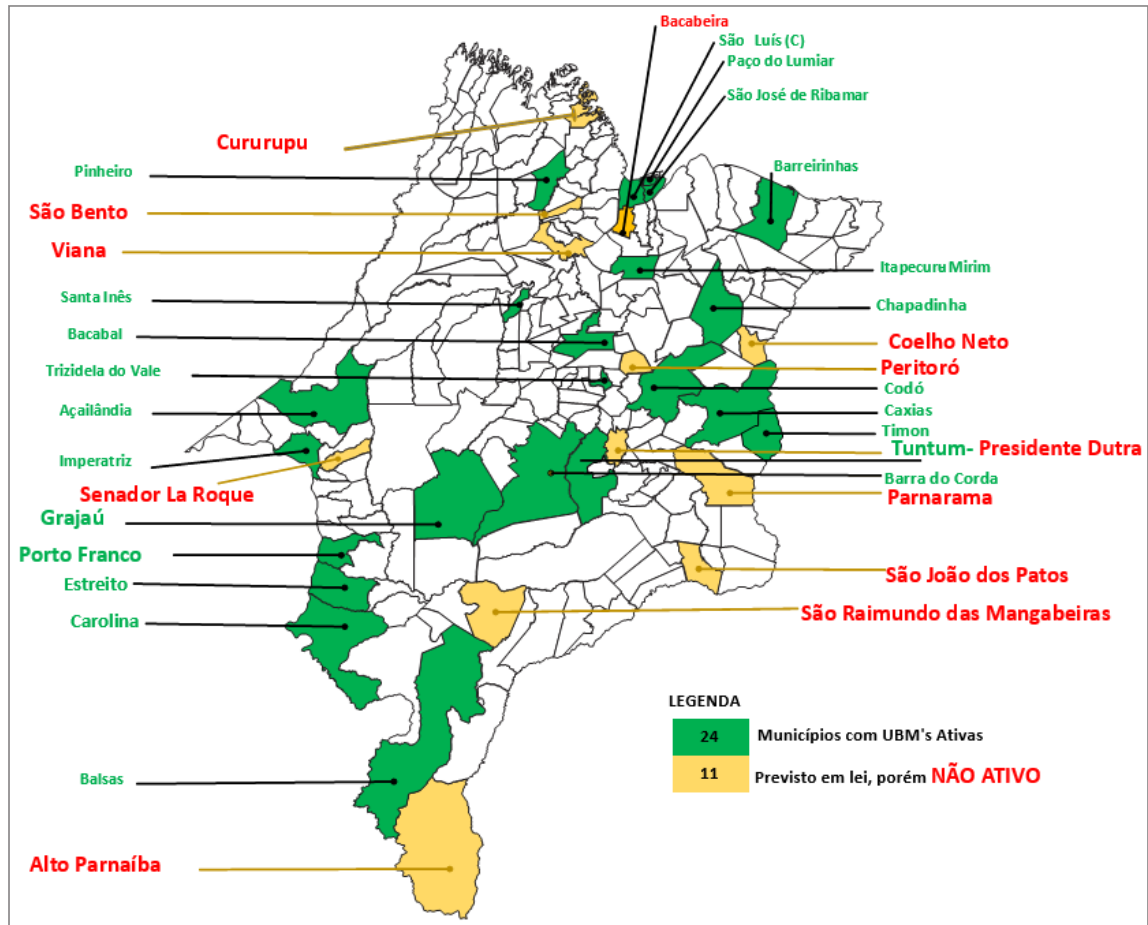 Bacabeira
São Luís (C)
Paço do Lumiar
São José de Ribamar
Cururupu
Pinheiro
Barreirinhas
São Bento
Viana
Itapecuru Mirim
Santa Inês
Chapadinha
Bacabal
Coelho Neto
Peritoró
Trizidela do Vale
Codó
Açailândia
Caxias
Timon
Tuntum- Presidente Dutra
Imperatriz
Barra do Corda
Senador La Roque
Parnarama
Grajaú
Porto Franco
São João dos Patos
Estreito
São Raimundo das Mangabeiras
Carolina
LEGENDA
24 Municípios com UBM's Ativas
11 Previsto em lei, porém NÃO ATIVO
Balsas
Alto Parnaíba